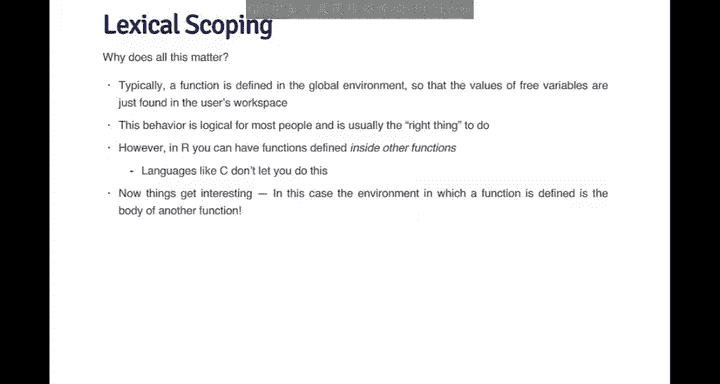 Lexical Scoping
Why does all this matter?
· Typically, a function is defined in the global environment, so that the values of free variables are
just found in the user's workspace
· This behavior is logical for most people and is usually the “right thing” to do
· However, in R you can have functions defined inside other functions
- Languages like C don't let you do this
· Now things get interesting — In this case the environment in which a function is defined is the
body of another function!